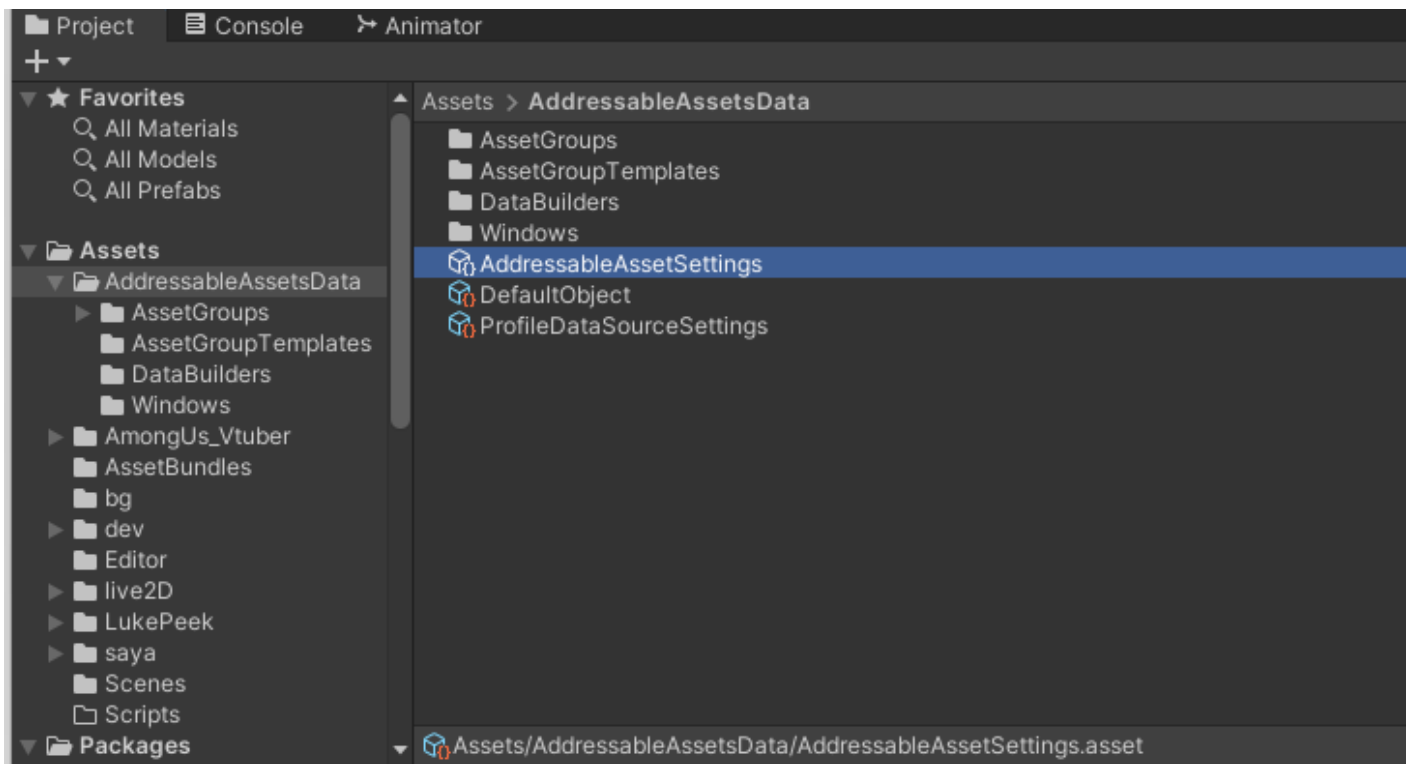 Project Console Animator
Favorites
All Materials
All Models
All Prefabs
Assets
AddressableAssetsData
AssetGroups
AssetGroupTemplates
DataBuilders
Windows
AmongUs_Vtuber
AssetBundles
bg
dev
Editor
live2D
LukePeek
saya
Scenes
Scripts
Packages
Assets > AddressableAssetsData
AssetGroups
AssetGroupTemplates
DataBuilders
Windows
AddressableAssetSettings
DefaultObject
ProfileDataSourceSettings
Assets/AddressableAssetsData/AddressableAssetSettings.asset